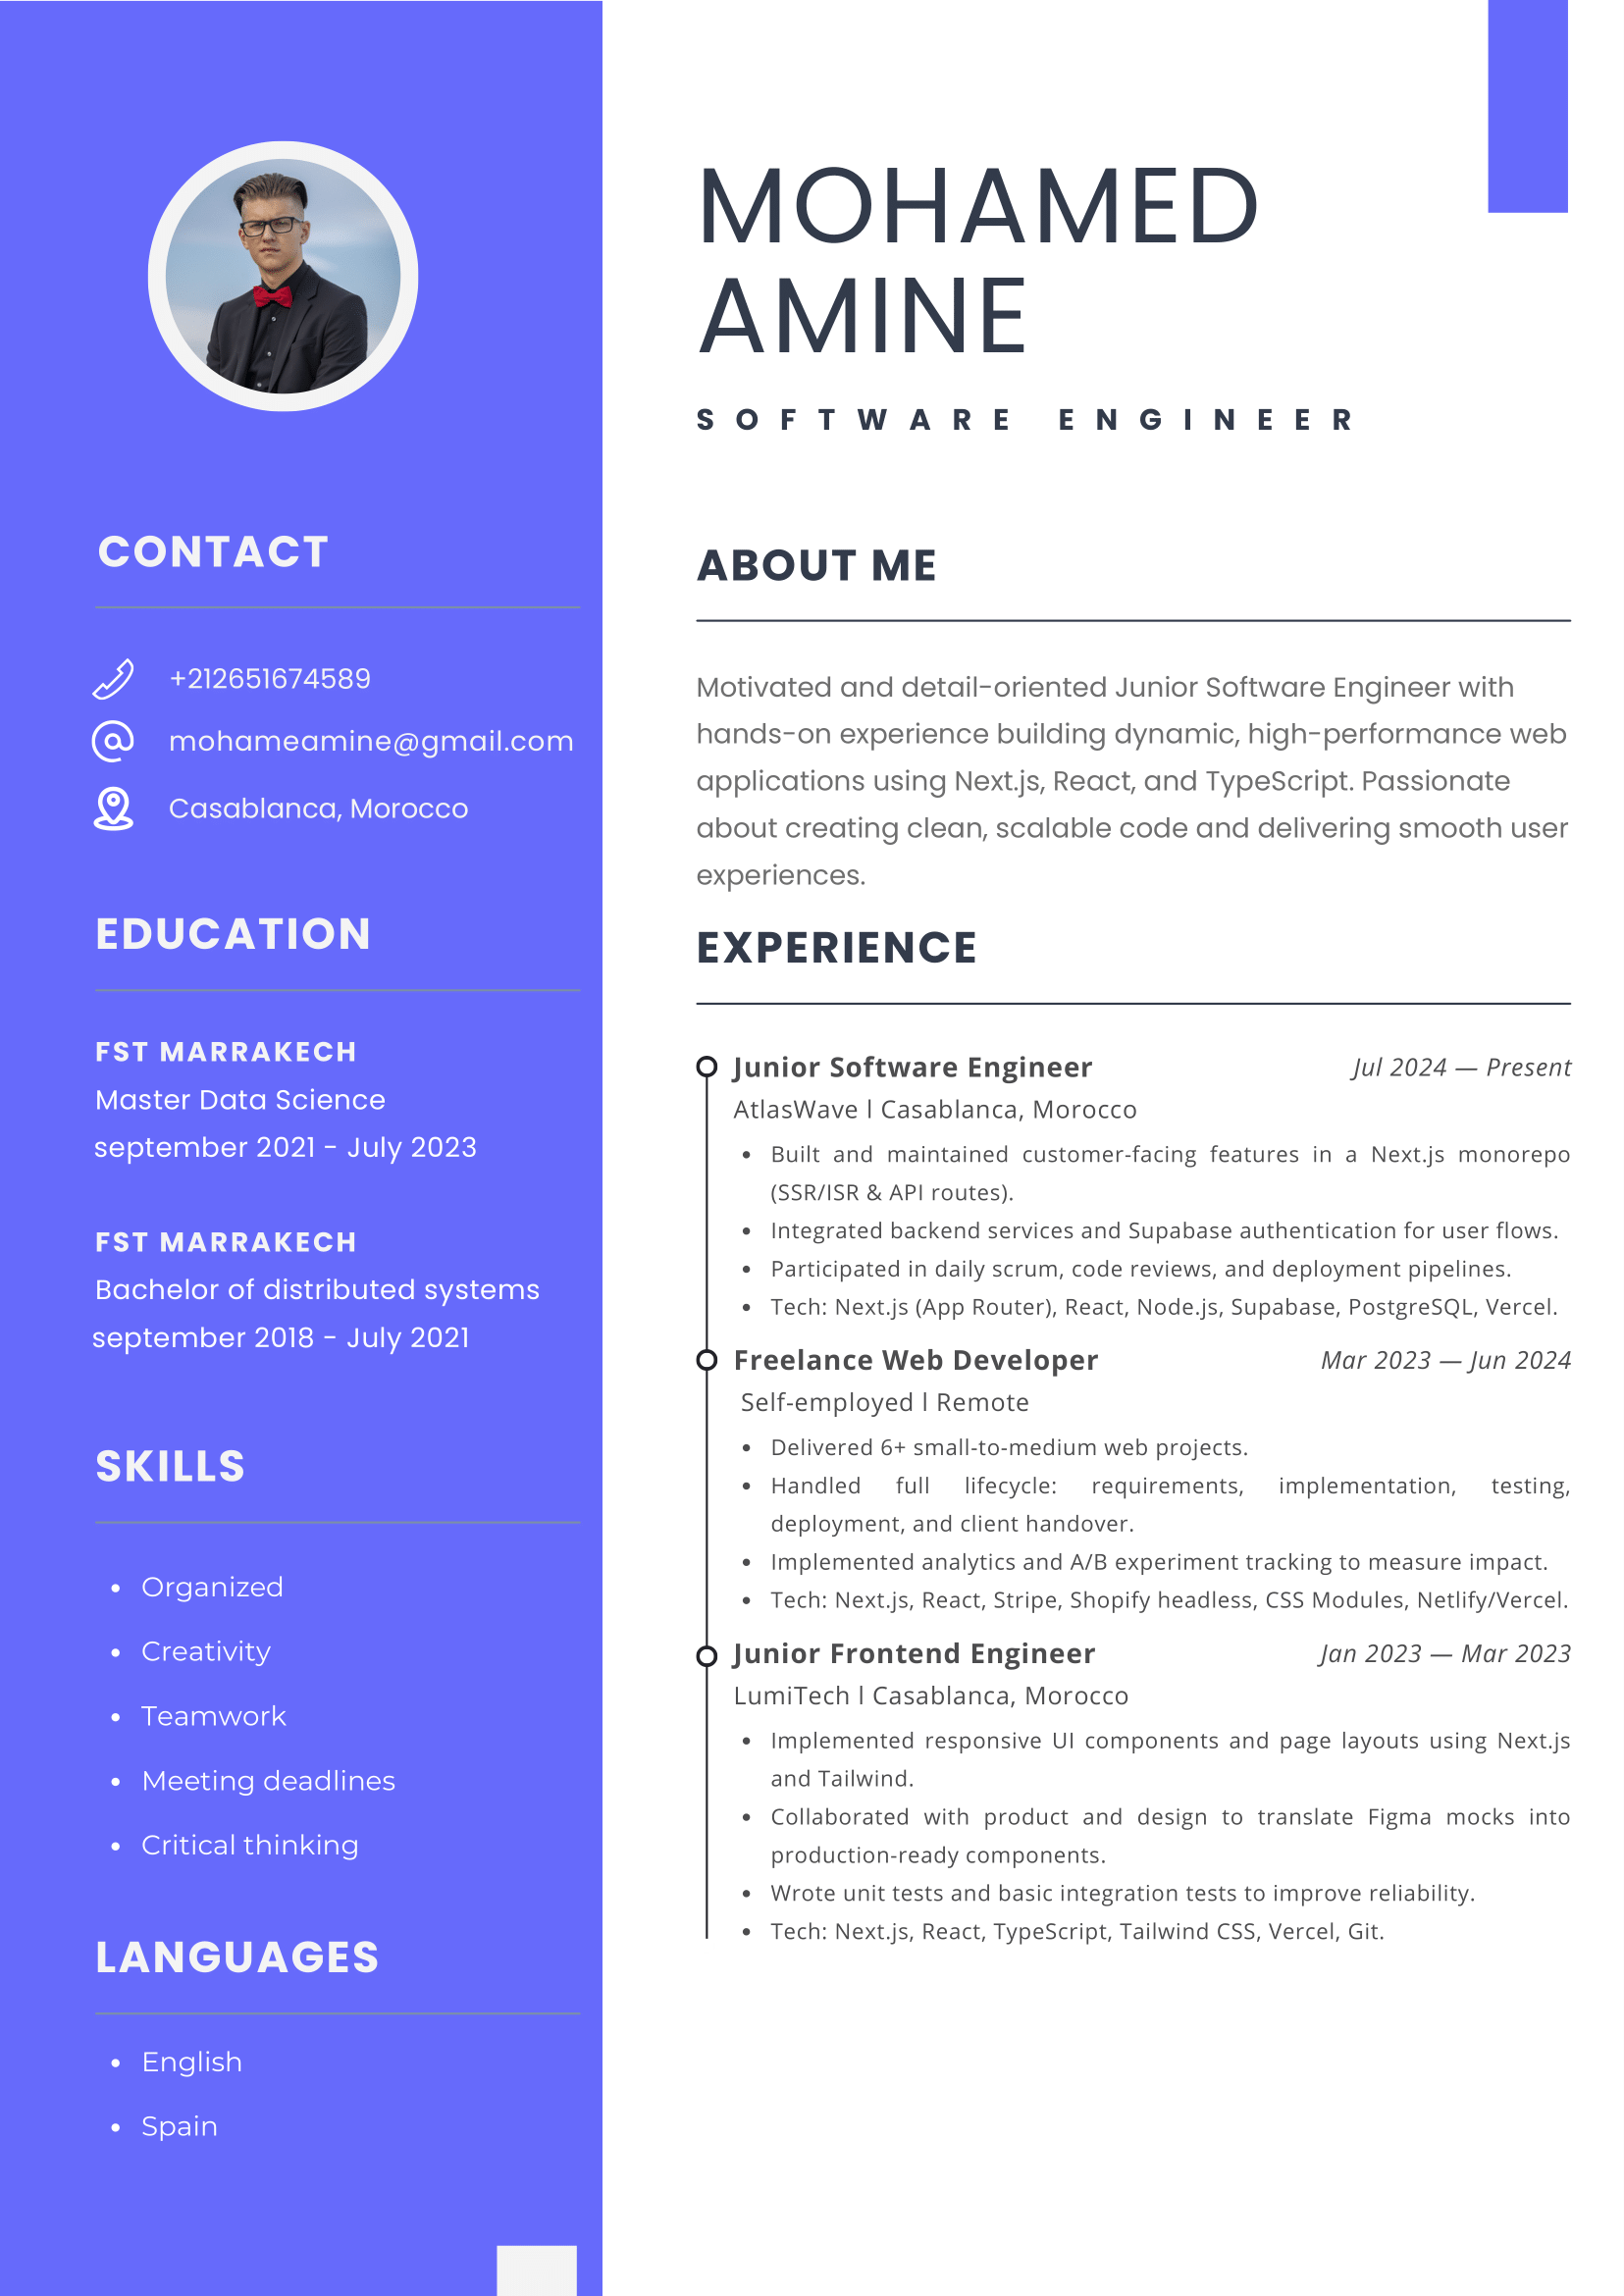 MOHAMED
AMINE
SOFTWARE ENGINEER
CONTACT
+212651674589
mohameamine@gmail.com
Casablanca, Morocco
EDUCATION
FST MARRAKECH
Master Data Science
september 2021 - July 2023
FST MARRAKECH
Bachelor of distributed systems
september 2018 - July 2021
SKILLS
• Organized
• Creativity
• Teamwork
• Meeting deadlines
• Critical thinking
LANGUAGES
• English
• Spain
ABOUT ME
Motivated and detail-oriented Junior Software Engineer with
hands-on experience building dynamic, high-performance web
applications using Next.js, React, and TypeScript. Passionate
about creating clean, scalable code and delivering smooth user
experiences.
EXPERIENCE
Junior Software Engineer Jul 2024 — Present
AtlasWave l Casablanca, Morocco
• Built and maintained customer-facing features in a Next.js monorepo
(SSR/ISR & API routes).
• Integrated backend services and Supabase authentication for user flows.
• Participated in daily scrum, code reviews, and deployment pipelines.
• Tech: Next.js (App Router), React, Node.js, Supabase, PostgreSQL, Vercel.
Freelance Web Developer Mar 2023 — Jun 2024
Self-employed l Remote
• Delivered 6+ small-to-medium web projects.
• Handled full lifecycle: requirements, implementation, testing,
deployment, and client handover.
• Implemented analytics and A/B experiment tracking to measure impact.
• Tech: Next.js, React, Stripe, Shopify headless, CSS Modules, Netlify/Vercel.
Junior Frontend Engineer Jan 2023 — Mar 2023
LumiTech l Casablanca, Morocco
• Implemented responsive UI components and page layouts using Next.js
and Tailwind.
• Collaborated with product and design to translate Figma mocks into
production-ready components.
• Wrote unit tests and basic integration tests to improve reliability.
• Tech: Next.js, React, TypeScript, Tailwind CSS, Vercel, Git.